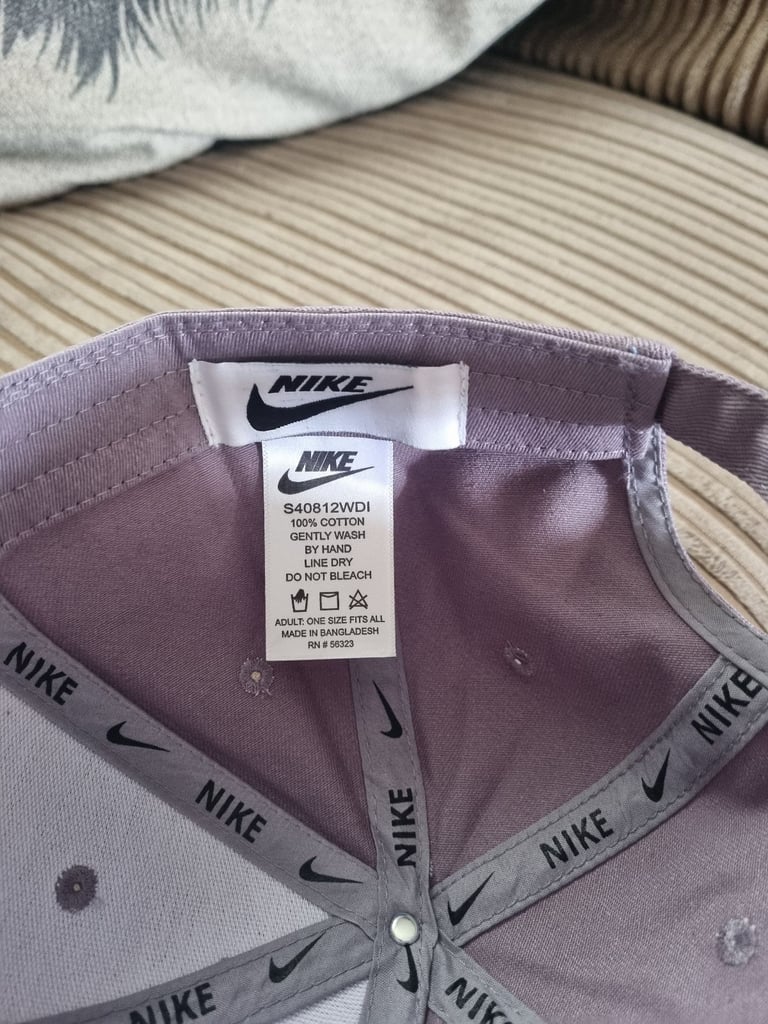 NIKE
NIKE
S40812WDI
100% COTTON
GENTLY WASH
BY HAND
LINE DRY
DO NOT BLEACH
ADULT: ONE SIZE FITS ALL
MADE IN BANGLADESH
RN # 56323
NIKE
NIKE
NIKE
NIKE
NIKE
NIKE
NIKE